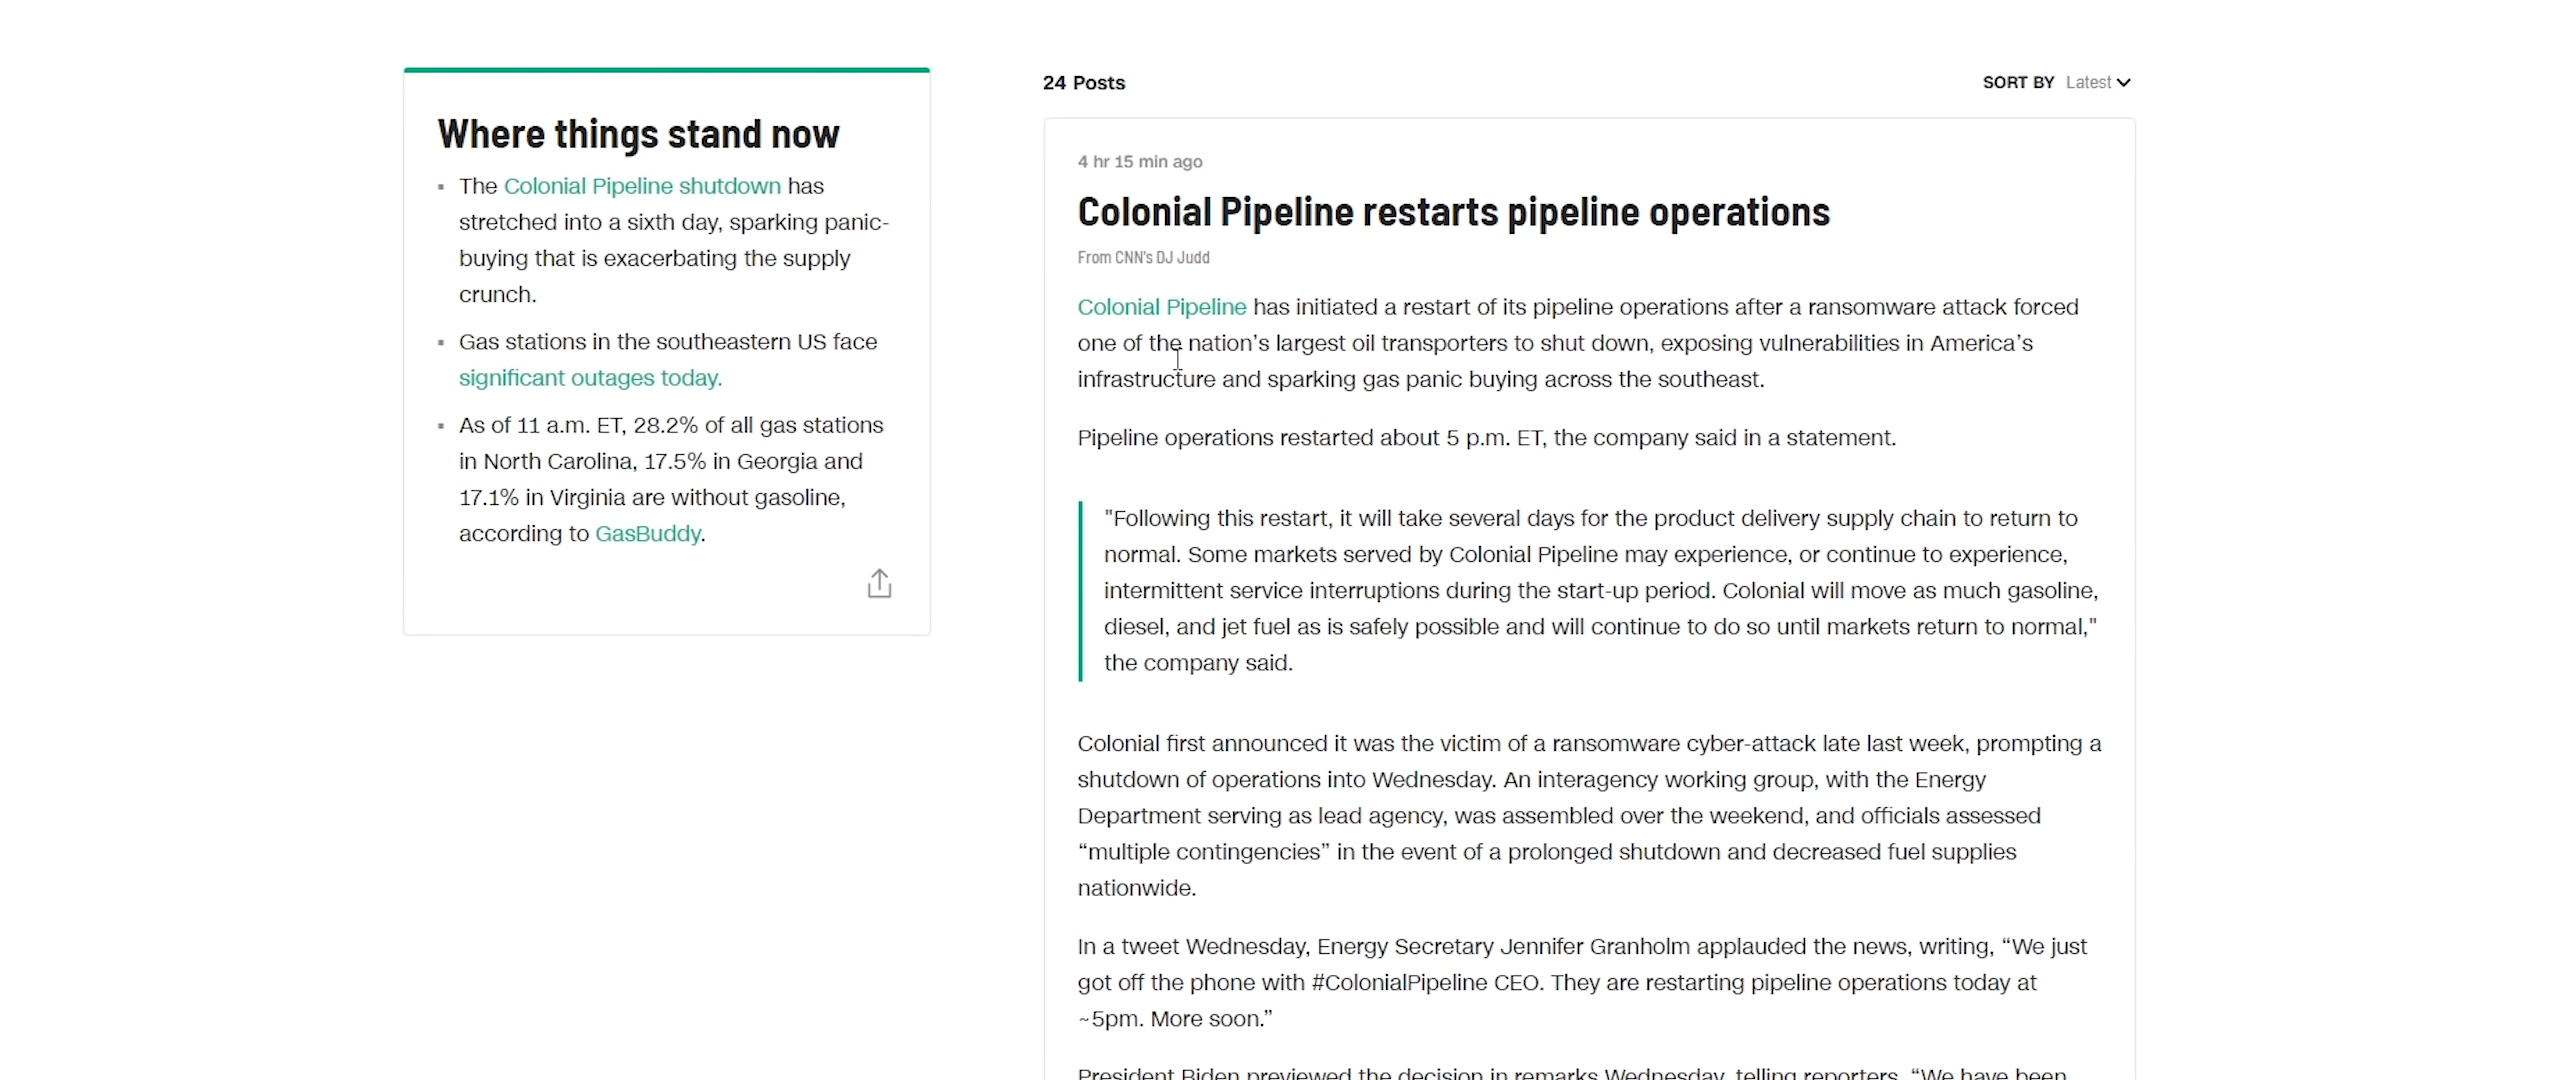 Where things stand now
▪ The Colonial Pipeline shutdown has
stretched into a sixth day, sparking panic-
buying that is exacerbating the supply
crunch.
▪ Gas stations in the southeastern US face
significant outages today.
▪ As of 11 a.m. ET, 28.2% of all gas stations
in North Carolina, 17.5% in Georgia and
17.1% in Virginia are without gasoline,
according to GasBuddy.
24 Posts
SORT BY Latest
4 hr 15 min ago
Colonial Pipeline restarts pipeline operations
From CNN's DJ Judd
Colonial Pipeline has initiated a restart of its pipeline operations after a ransomware attack forced
one of the nation’s largest oil transporters to shut down, exposing vulnerabilities in America’s
infrastructure and sparking gas panic buying across the southeast.
Pipeline operations restarted about 5 p.m. ET, the company said in a statement.
"Following this restart, it will take several days for the product delivery supply chain to return to
normal. Some markets served by Colonial Pipeline may experience, or continue to experience,
intermittent service interruptions during the start-up period. Colonial will move as much gasoline,
diesel, and jet fuel as is safely possible and will continue to do so until markets return to normal,"
the company said.
Colonial first announced it was the victim of a ransomware cyber-attack late last week, prompting a
shutdown of operations into Wednesday. An interagency working group, with the Energy
Department serving as lead agency, was assembled over the weekend, and officials assessed
“multiple contingencies” in the event of a prolonged shutdown and decreased fuel supplies
nationwide.
In a tweet Wednesday, Energy Secretary Jennifer Granholm applauded the news, writing, “We just
got off the phone with #ColonialPipeline CEO. They are restarting pipeline operations today at
~5pm. More soon.”
President Biden previewed the decision in remarks Wednesday, telling reporters, “We have been